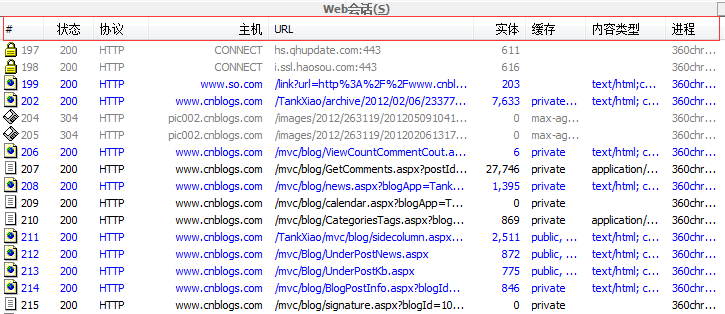 Web会话(S)
# 状态 协议 主机 URL 实体 缓存 内容类型 进程
197 200 HTTP CONNECT hs.qhupdate.com:443 611 360chr...
198 200 HTTP CONNECT i.ssl.haosou.com:443 616 360chr...
199 200 HTTP www.so.com /link?url=http%3A%2F%2Fwww.cnbl... 203 text/html;c... 360chr...
202 200 HTTP www.cnblogs.com /TankXiao/archive/2012/02/06/23377... 7,633 private... text/html; c... 360chr...
204 304 HTTP pic002.cnblogs.com /images/2012/263119/201205091041... 0 max-ag... 360chr...
205 304 HTTP pic002.cnblogs.com /images/2012/263119/201202061317... 0 max-ag... 360chr...
206 200 HTTP www.cnblogs.com /mvc/blog/ViewCountCommentCout.a... 6 private text/html; c... 360chr...
207 200 HTTP www.cnblogs.com /mvc/blog/GetComments.aspx?postId... 27,746 private application/... 360chr...
208 200 HTTP www.cnblogs.com /mvc/blog/news.aspx?blogApp=Tank... 1,395 private text/html; c... 360chr...
209 200 HTTP www.cnblogs.com /mvc/blog/calendar.aspx?blogApp=T... 0 private 360chr...
210 200 HTTP www.cnblogs.com /mvc/blog/CategoriesTags.aspx?blog... 869 private application/... 360chr...
211 200 HTTP www.cnblogs.com /TankXiao/mvc/blog/sidecolumn.aspx... 2,511 public, ... text/html; c... 360chr...
212 200 HTTP www.cnblogs.com /mvc/Blog/UnderPostNews.aspx 872 public, ... text/html; c... 360chr...
213 200 HTTP www.cnblogs.com /mvc/Blog/UnderPostKb.aspx 775 public, ... text/html; c... 360chr...
214 200 HTTP www.cnblogs.com /mvc/blog/BlogPostInfo.aspx?blogId... 846 private text/html; c... 360chr...
215 200 HTTP www.cnblogs.com /mvc/blog/signature.aspx?blogId=10... 0 private 360chr...